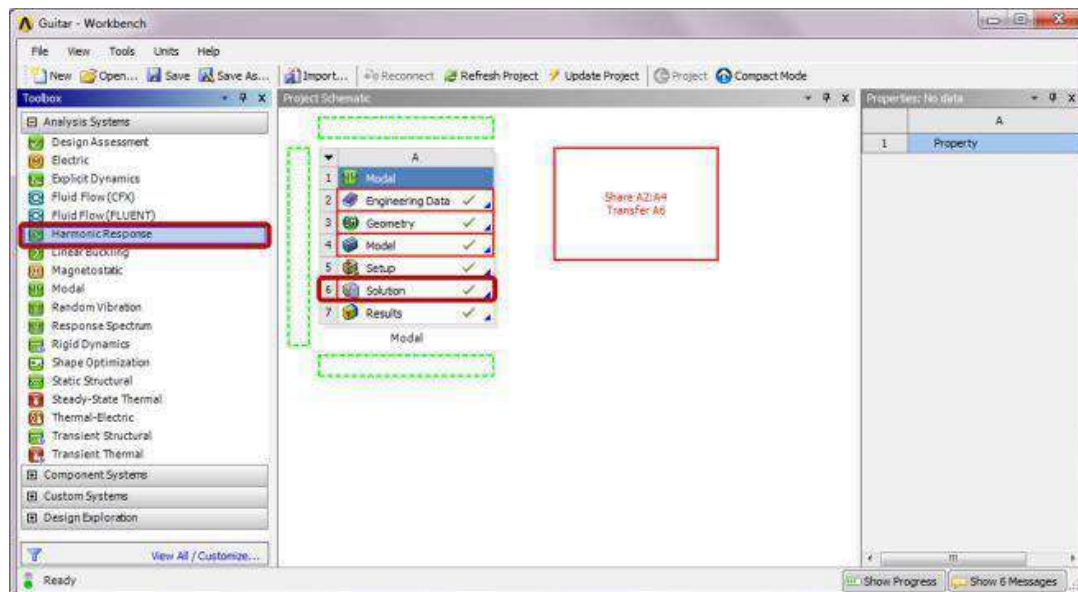 Guitar - Workbench
File View Tools Units Help
New Open... Save Save As... Import... Reconnect Refresh Project Update Project Project Compact Mode
Toolbox
Project Schematic
Properties: No data
Analysis Systems
Design Assessment
Electric
Explicit Dynamics
Fluid Flow (CFX)
Fluid Flow (FLUENT)
Harmonic Response
Linear Buckling
Magnetostatic
Modal
Random Vibration
Response Spectrum
Rigid Dynamics
Shape Optimization
Static Structural
Steady-State Thermal
Thermal-Electric
Transient Structural
Transient Thermal
Component Systems
Custom Systems
Design Exploration
View All / Customize...
A
1 Modal
2 Engineering Data
3 Geometry
4 Model
5 Setup
6 Solution
7 Results
Modal
Share A2:A4
Transfer A6
A
1 Property
Ready
Show Progress
Show 6 Messages